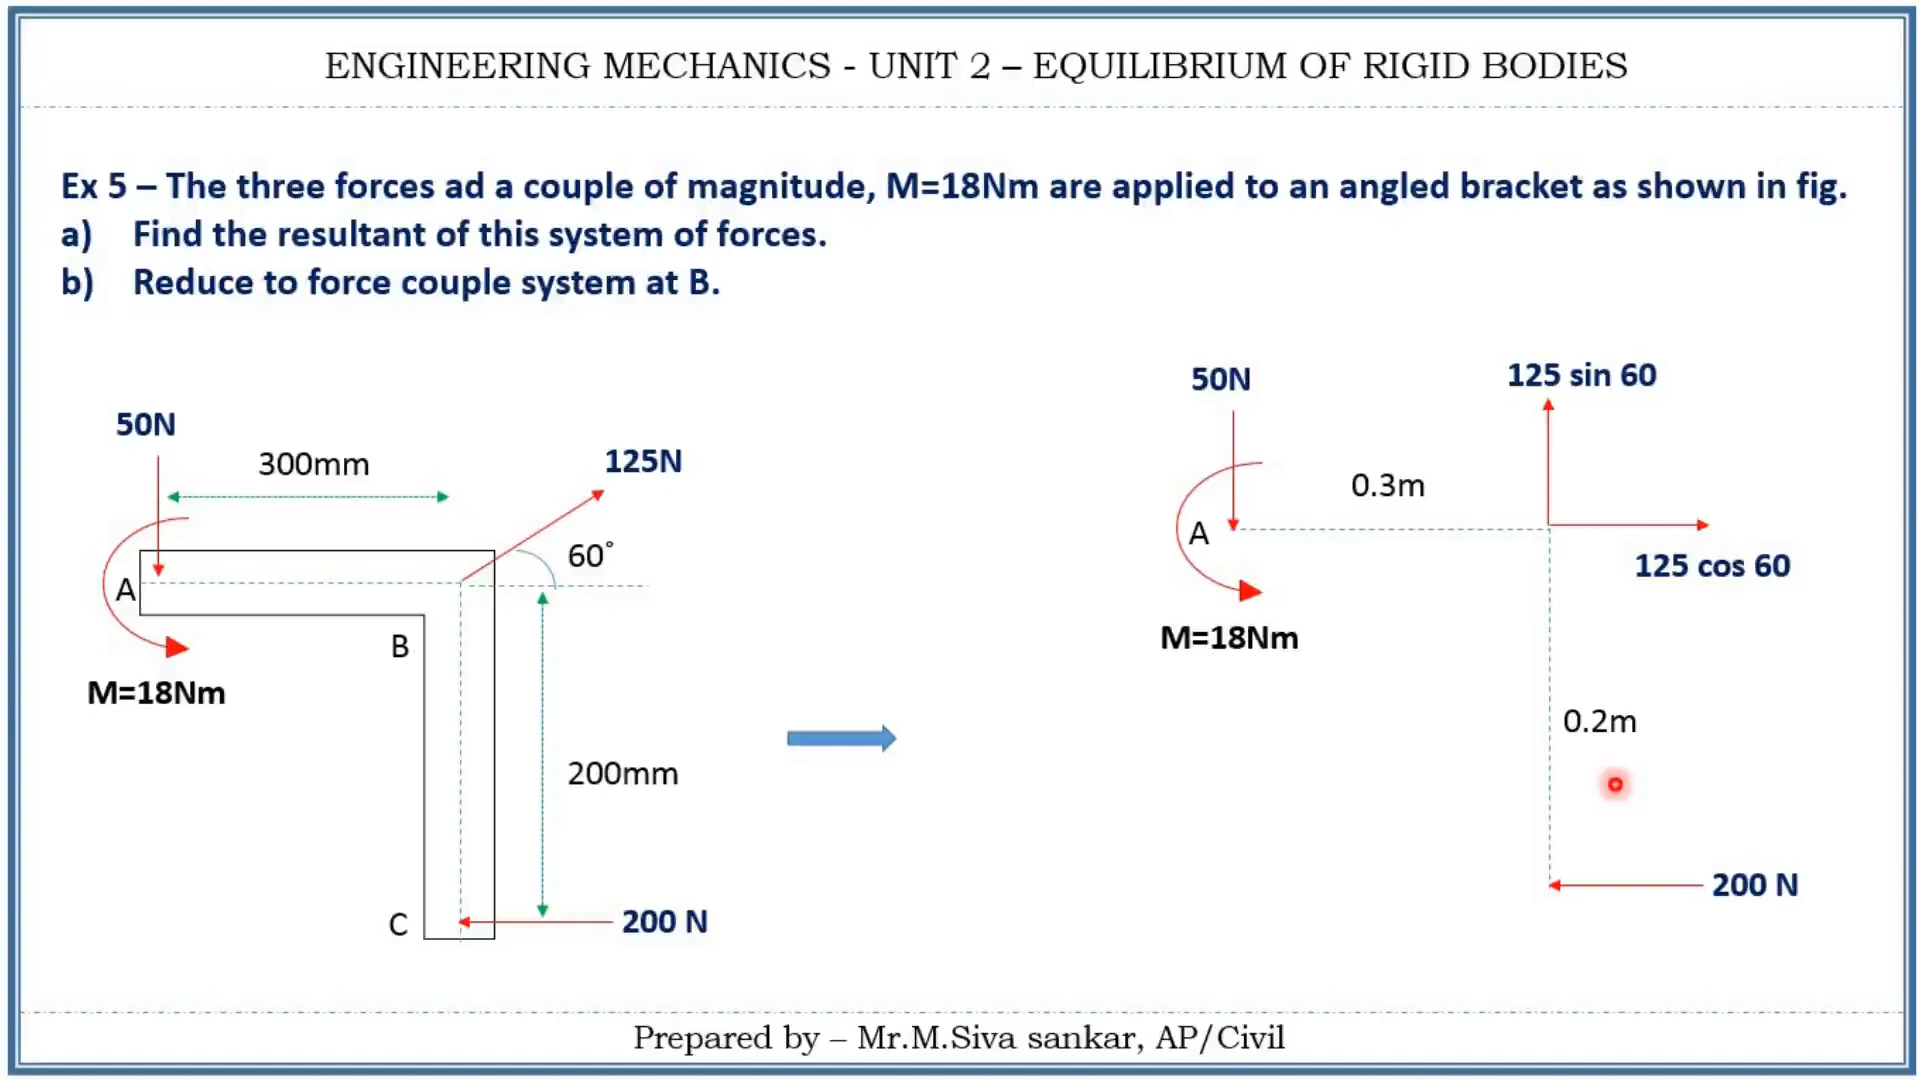 ENGINEERING MECHANICS - UNIT 2 – EQUILIBRIUM OF RIGID BODIES
Ex 5 – The three forces ad a couple of magnitude, M=18Nm are applied to an angled bracket as shown in fig.
a) Find the resultant of this system of forces.
b) Reduce to force couple system at B.
50N
300mm
125N
60°
A
B
M=18Nm
200mm
C
200 N
50N
125 sin 60
0.3m
A
125 cos 60
M=18Nm
0.2m
200 N
Prepared by – Mr.M.Siva sankar, AP/Civil